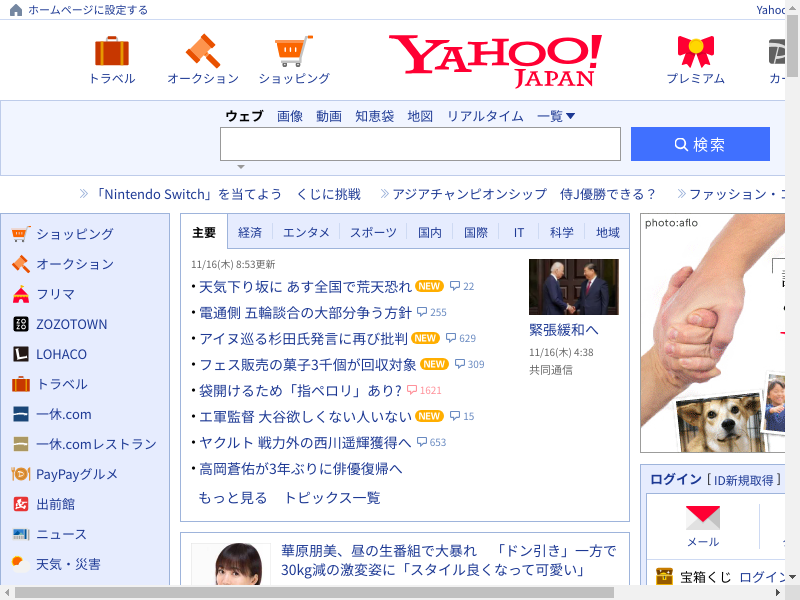 ホームページに設定する
Yahoo
トラベル
オークション
ショッピング
YAHOO!
JAPAN
プレミアム
カー
ウェブ 画像 動画 知恵袋 地図 リアルタイム 一覧
検索
「Nintendo Switch」を当てよう くじに挑戦
アジアチャンピオンシップ 侍J優勝できる？
ファッション・コ
ショッピング
オークション
フリマ
ZOZOTOWN
LOHACO
トラベル
一休.com
一休.comレストラン
PayPayグルメ
出前館
ニュース
天気・災害
主要 経済 エンタメ スポーツ 国内 国際 IT 科学 地域
11/16(木) 8:53更新
・天気下り坂に あす全国で荒天恐れ NEW 22
・電通側 五輪談合の大部分争う方針 255
・アイヌ巡る杉田氏発言に再び批判 NEW 629
・フェス販売の菓子3千個が回収対象 NEW 309
・袋開けるため「指ペロリ」あり? 1621
・エ軍監督 大谷欲しくない人いない NEW 15
・ヤクルト 戦力外の西川遥輝獲得へ 653
・高岡蒼佑が3年ぶりに俳優復帰へ
もっと見る トピックス一覧
緊張緩和へ
11/16(木) 4:38
共同通信
華原朋美、昼の生番組で大暴れ 「ドン引き」一方で
30kg減の激変姿に「スタイル良くなって可愛い」
photo:aflo
ログイン [ ID新規取得 ]
メール
宝箱くじ ログイン